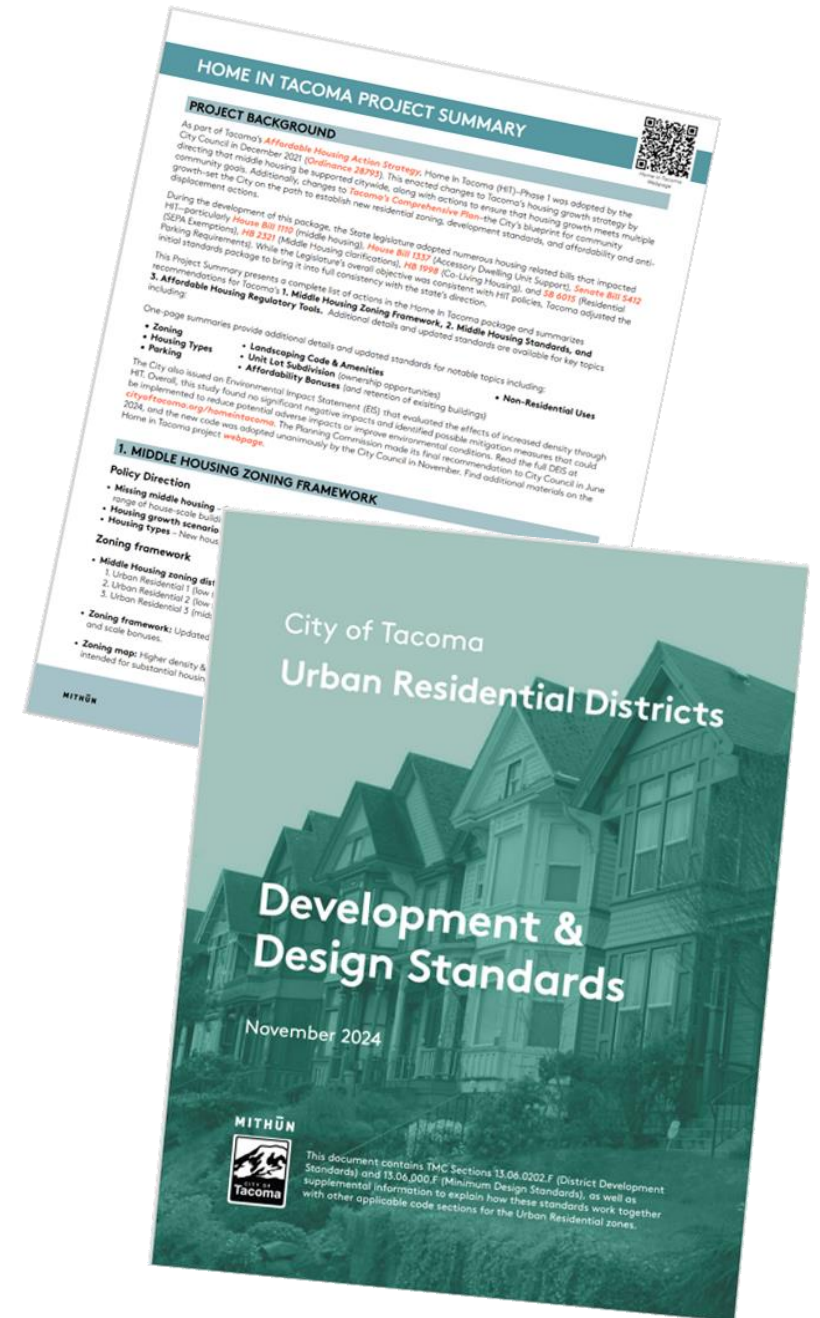 HOME IN TACOMA PROJECT SUMMARY
Home in Tacoma
Webpage
PROJECT BACKGROUND
As part of Tacoma's Affordable Housing Action Strategy, Home In Tacoma (HIT)–Phase 1 was adopted by the
City Council in December 2021 (Ordinance 28793). This enacted changes to Tacoma's housing growth strategy by
directing that middle housing be supported citywide, along with actions to ensure that housing growth meets multiple
community goals. Additionally, changes to Tacoma's Comprehensive Plan–the City's blueprint for community
growth–set the City on the path to establish new residential zoning, development standards, and affordability and anti-
displacement actions.
During the development of this package, the State legislature adopted numerous housing related bills that impacted
HIT—particularly House Bill 1110 (middle housing), House Bill 1337 (Accessory Dwelling Unit Support), Senate Bill 5412
(SEPA Exemptions), HB 2321 (Middle Housing clarifications), HB 1998 (Co-Living Housing), and SB 6015 (Residential
Parking Requirements). While the Legislature's overall objective was consistent with HIT policies, Tacoma adjusted the
initial standards package to bring it into full consistency with the state's direction.
This Project Summary presents a complete list of actions in the Home In Tacoma package and summarizes
recommendations for Tacoma's 1. Middle Housing Zoning Framework, 2. Middle Housing Standards, and
3. Affordable Housing Regulatory Tools. Additional details and updated standards are available for key topics
including:
One-page summaries provide additional details and updated standards for notable topics including:
• Zoning
• Housing Types
• Parking
• Landscaping Code & Amenities
• Unit Lot Subdivision (ownership opportunities)
• Affordability Bonuses (and retention of exisiting buildings)
• Non-Residential Uses
The City also issued an Environmental Impact Statement (EIS) that evaluated the effects of increased density through
HIT. Overall, this study found no significant negative impacts and identified possible mitigation measures that could
be implemented to reduce potential adverse impacts or improve environmental conditions. Read the full DEIS at
cityoftacoma.org/homeintacoma. The Planning Commission made its final recommendation to City Council in June
2024, and the new code was adopted unanimously by the City Council in November. Find additional materials on the
Home in Tacoma project webpage.
1. MIDDLE HOUSING ZONING FRAMEWORK
Policy Direction
• Missing middle housing –
range of house-scale buildi
• Housing growth scenario
• Housing types – New hous
Zoning framework
• Middle Housing zoning dist
1. Urban Residential 1 (low
2. Urban Residential 2 (low
3. Urban Residential 3 (mid
• Zoning framework: Updated
and scale bonuses.
• Zoning map: Higher density &
intended for substantial housin
MITHŪN
City of Tacoma
Urban Residential Districts
Development &
Design Standards
November 2024
MITHŪN
CITY OF
Tacoma
This document contains TMC Sections 13.06.0202.F (District Development
Standards) and 13.06.000.F (Minimum Design Standards), as well as
supplemental information to explain how these standards work together
with other applicable code sections for the Urban Residential zones.